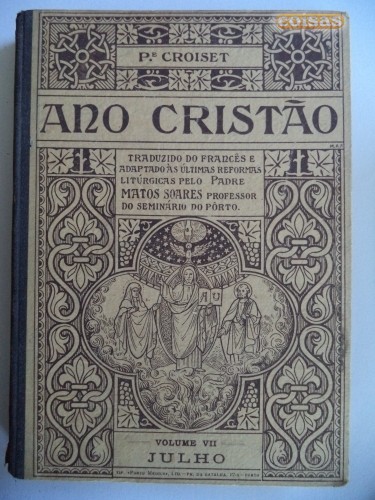 coisas
P.E CROISET
ANO CRISTÃO
TRADUZIDO DO FRANCÊS E
ADAPTADO ÀS ÚLTIMAS REFORMAS
LITÚRGICAS PELO PADRE
MATOS SOARES PROFESSOR
DO SEMINÁRIO DO PÔRTO.
A U
VOLUME VII
JULHO